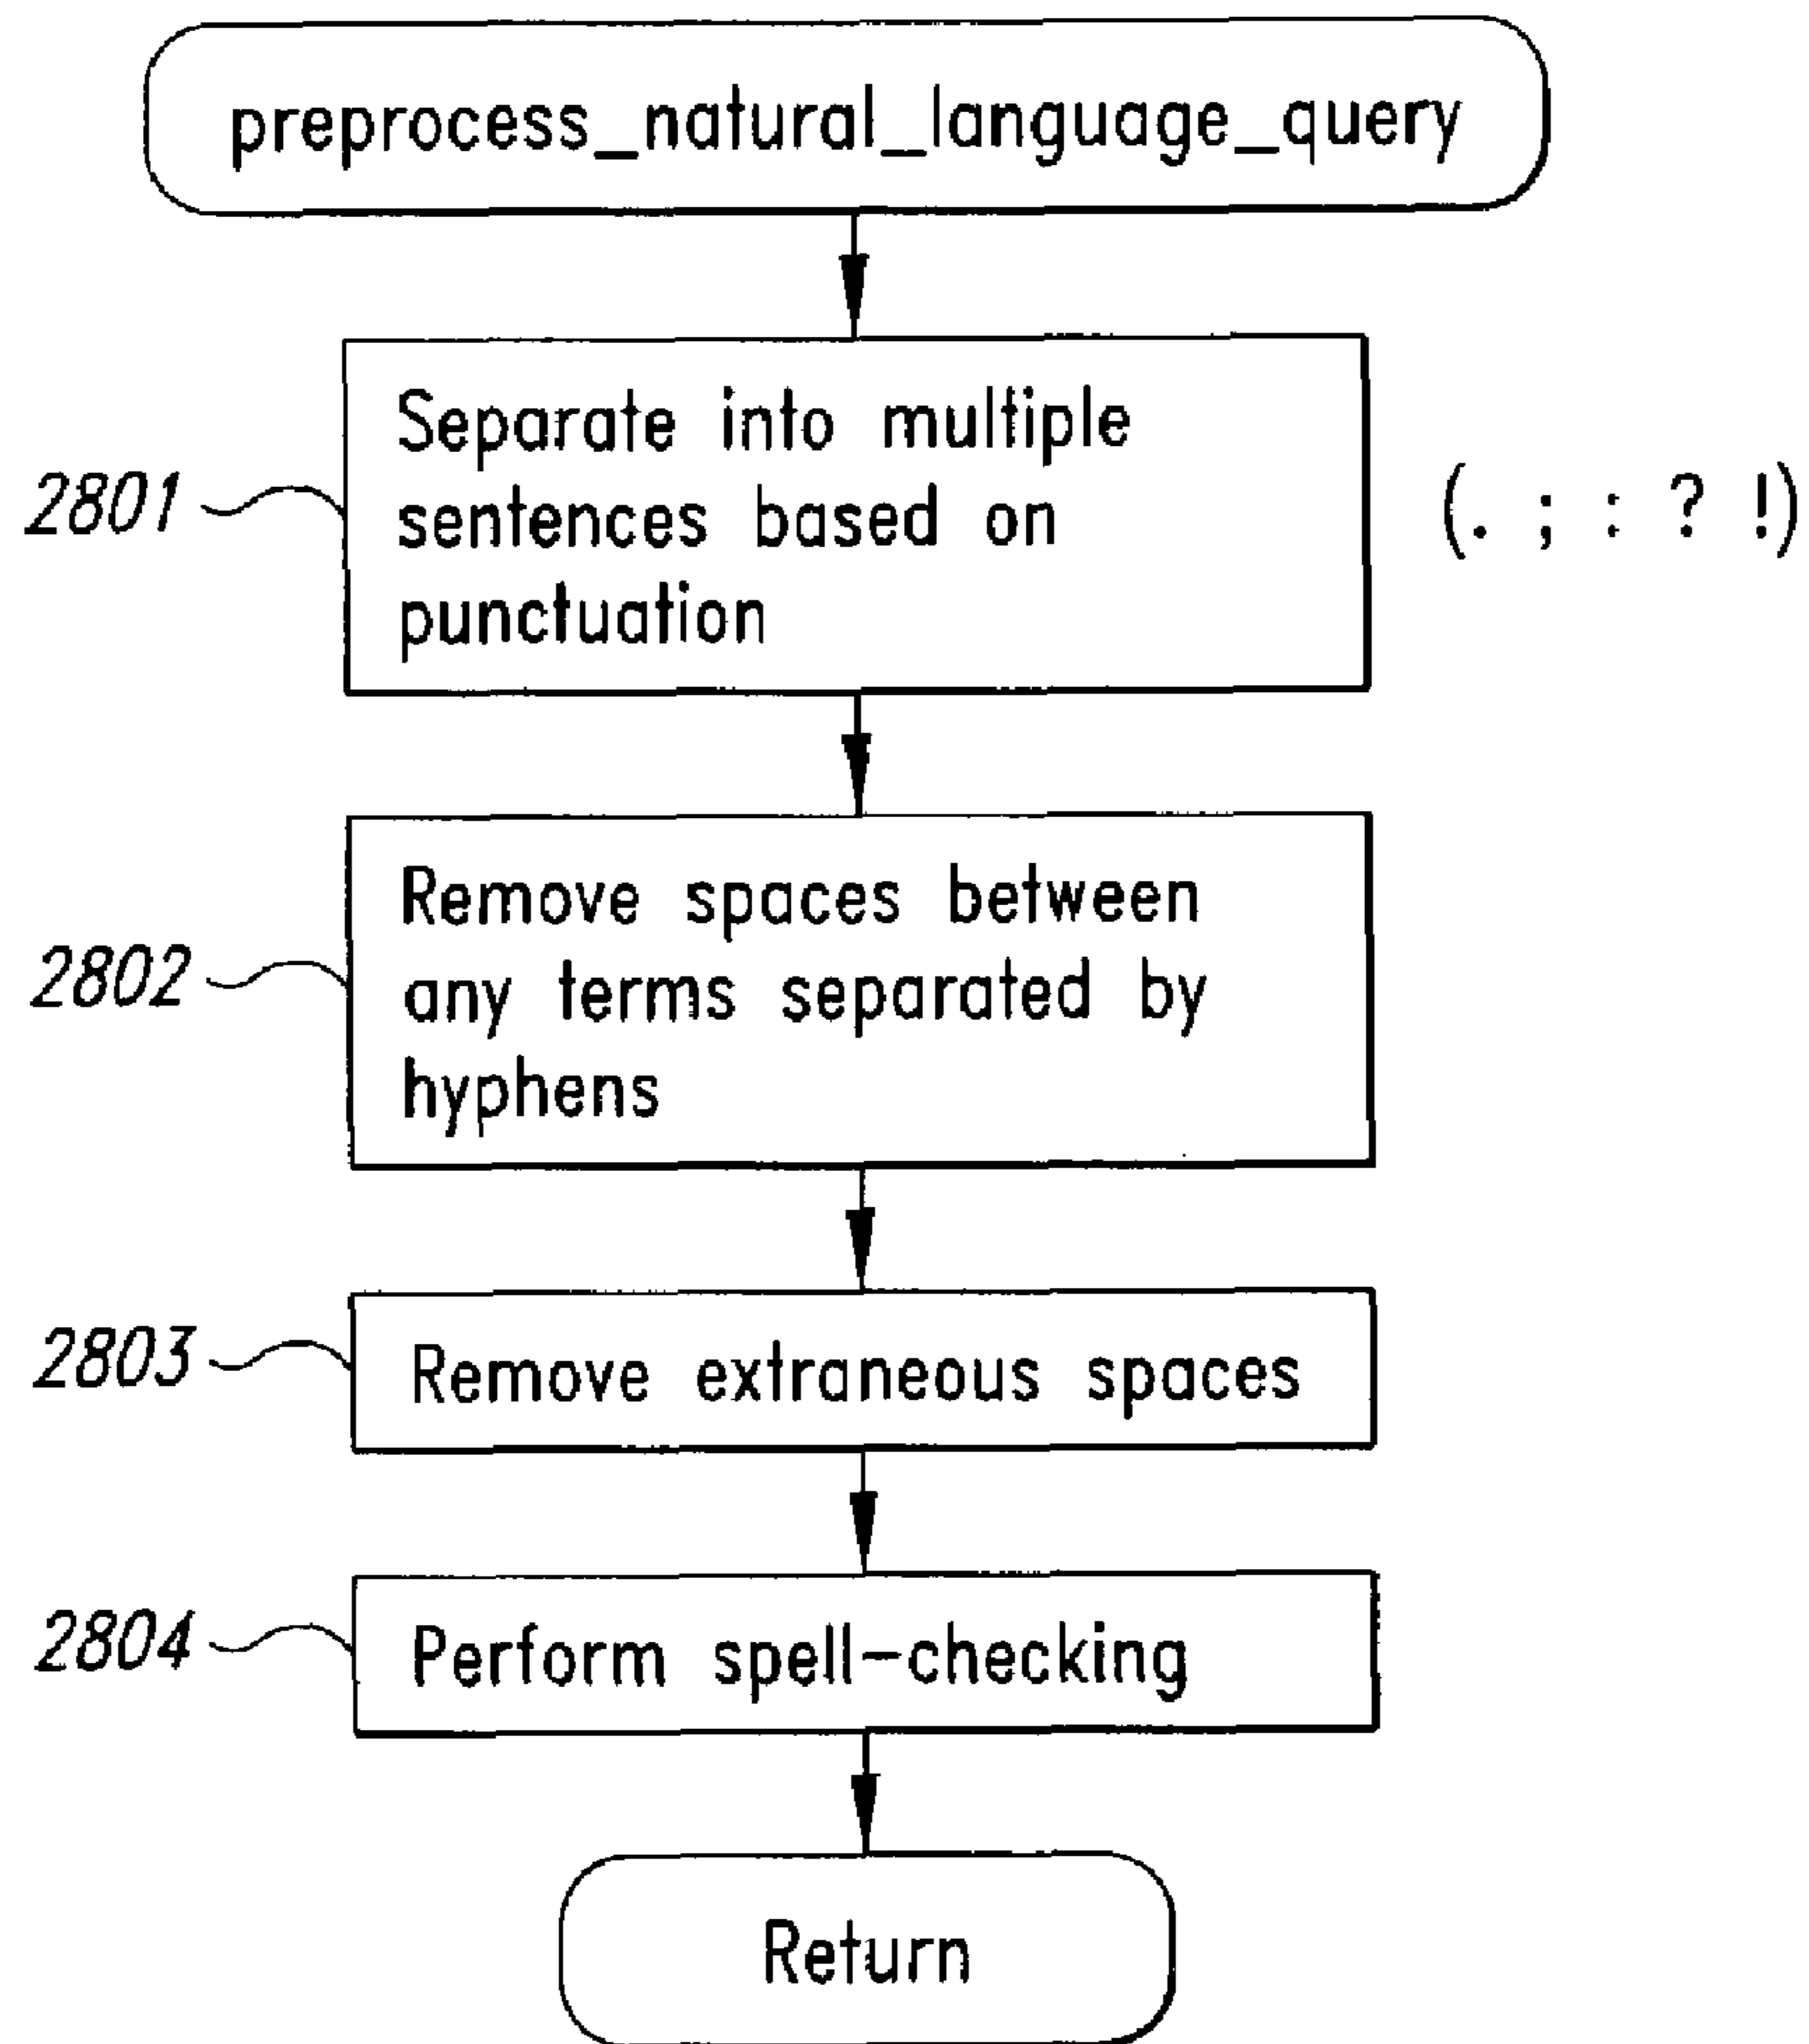 preprocess_natural_language_query
Separate into multiple
2801 sentences based on (. ; : ? !)
punctuation
Remove spaces between
2802 any terms separated by
hyphens
2803 Remove extraneous spaces
2804 Perform spell-checking
Return